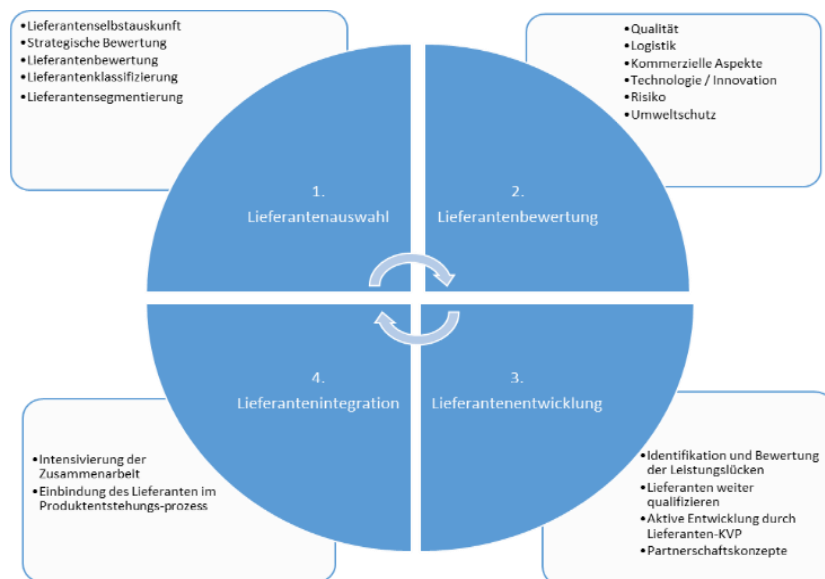 •Lieferantenselbstauskunft
•Strategische Bewertung
•Lieferantenbewertung
•Lieferantenklassifizierung
•Lieferantensegmentierung
•Qualität
•Logistik
•Kommerzielle Aspekte
•Technologie / Innovation
•Risiko
•Umweltschutz
1.
Lieferantenauswahl
2.
Lieferantenbewertung
4.
Lieferantenintegration
3.
Lieferantenentwicklung
•Intensivierung der
Zusammenarbeit
•Einbindung des Lieferanten im
Produktentstehungs-prozess
•Identifikation und Bewertung
der Leistungslücken
•Lieferanten weiter
qualifizieren
•Aktive Entwicklung durch
Lieferanten-KVP
•Partnerschaftskonzepte